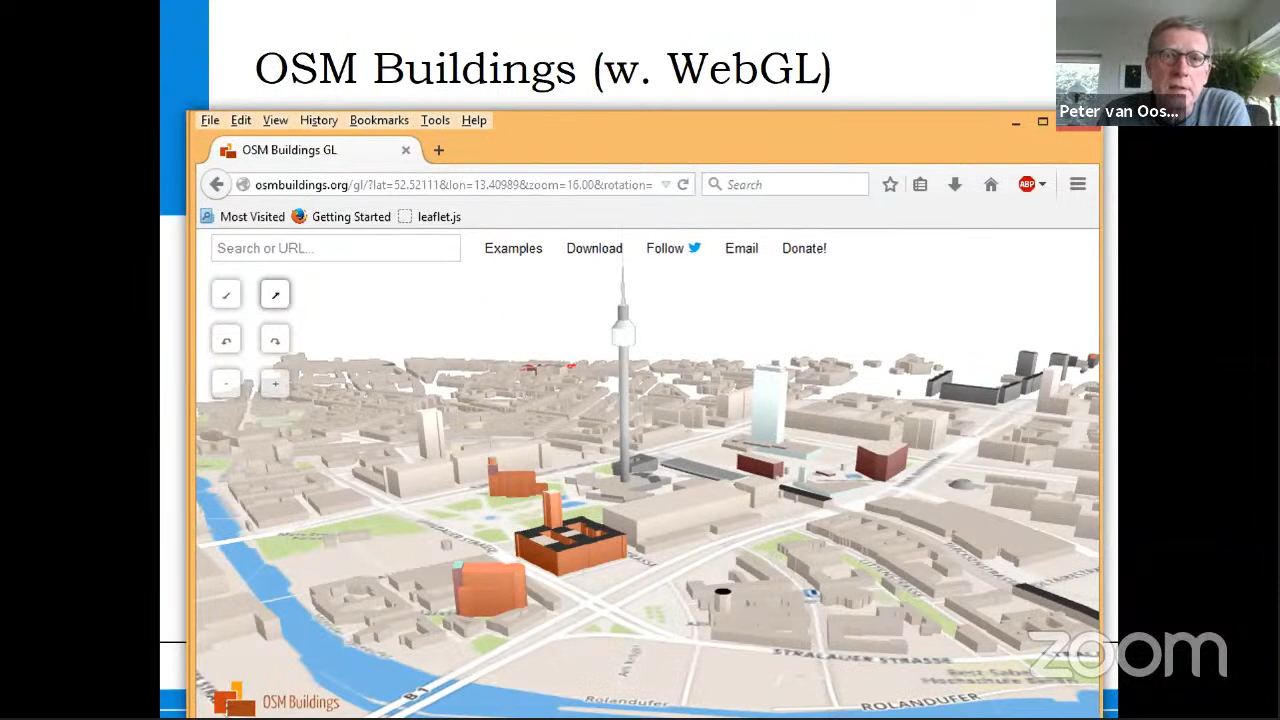 OSM Buildings (w. WebGL)
Peter van Oos...
File Edit View History Bookmarks Tools Help
OSM Buildings GL
osmbuildings.org/gl/?lat=52.52111&lon=13.40989&zoom=16.00&rotation=
Search
ABP
Most Visited Getting Started leaflet.js
Search or URL...
Examples Download Follow Email Donate!
- +
STRALAUER STRASSE
zoom
B 1
Rolandufer
ROLANDUFER
OSM Buildings